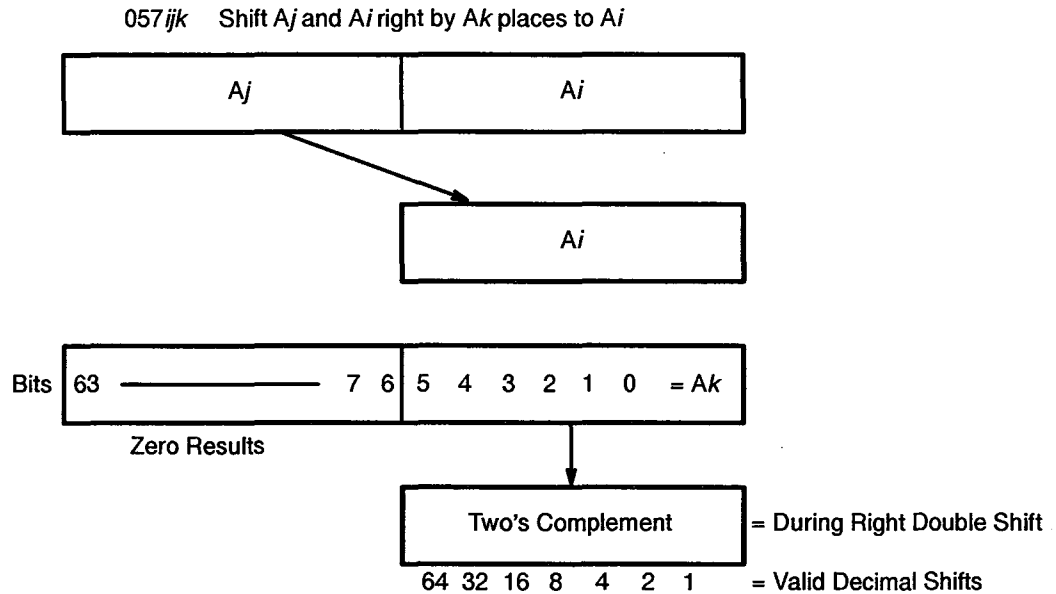 057ijk Shift Aj and Ai right by Ak places to Ai
Aj Ai
Ai
Bits 63 7 6 5 4 3 2 1 0 = Ak
Zero Results
Two's Complement = During Right Double Shift
64 32 16 8 4 2 1 = Valid Decimal Shifts